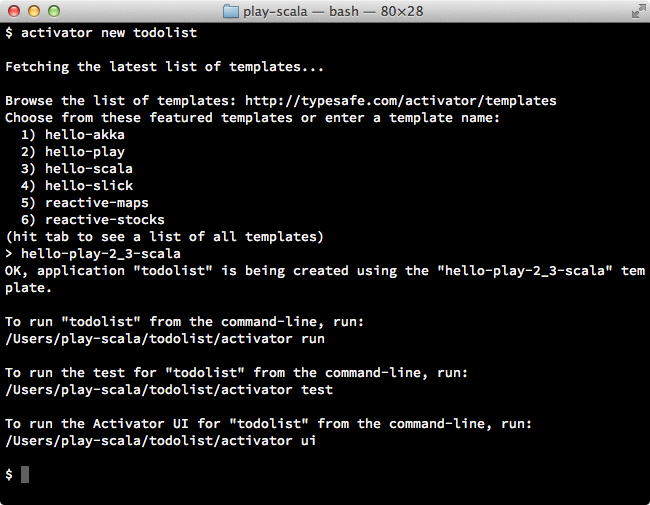 play-scala — bash — 80×28
$ activator new todolist
Fetching the latest list of templates...
Browse the list of templates: http://typesafe.com/activator/templates
Choose from these featured templates or enter a template name:
1) hello-akka
2) hello-play
3) hello-scala
4) hello-slick
5) reactive-maps
6) reactive-stocks
(hit tab to see a list of all templates)
> hello-play-2_3-scala
OK, application "todolist" is being created using the "hello-play-2_3-scala" tem
plate.
To run "todolist" from the command-line, run:
/Users/play-scala/todolist/activator run
To run the test for "todolist" from the command-line, run:
/Users/play-scala/todolist/activator test
To run the Activator UI for "todolist" from the command-line, run:
/Users/play-scala/todolist/activator ui
$